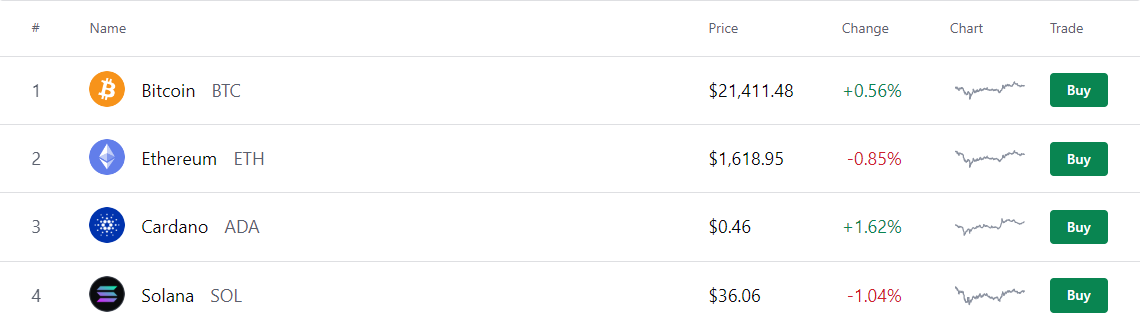 # Name Price Change Chart Trade
1 Bitcoin BTC $21,411.48 +0.56% Buy
2 Ethereum ETH $1,618.95 -0.85% Buy
3 Cardano ADA $0.46 +1.62% Buy
4 Solana SOL $36.06 -1.04% Buy